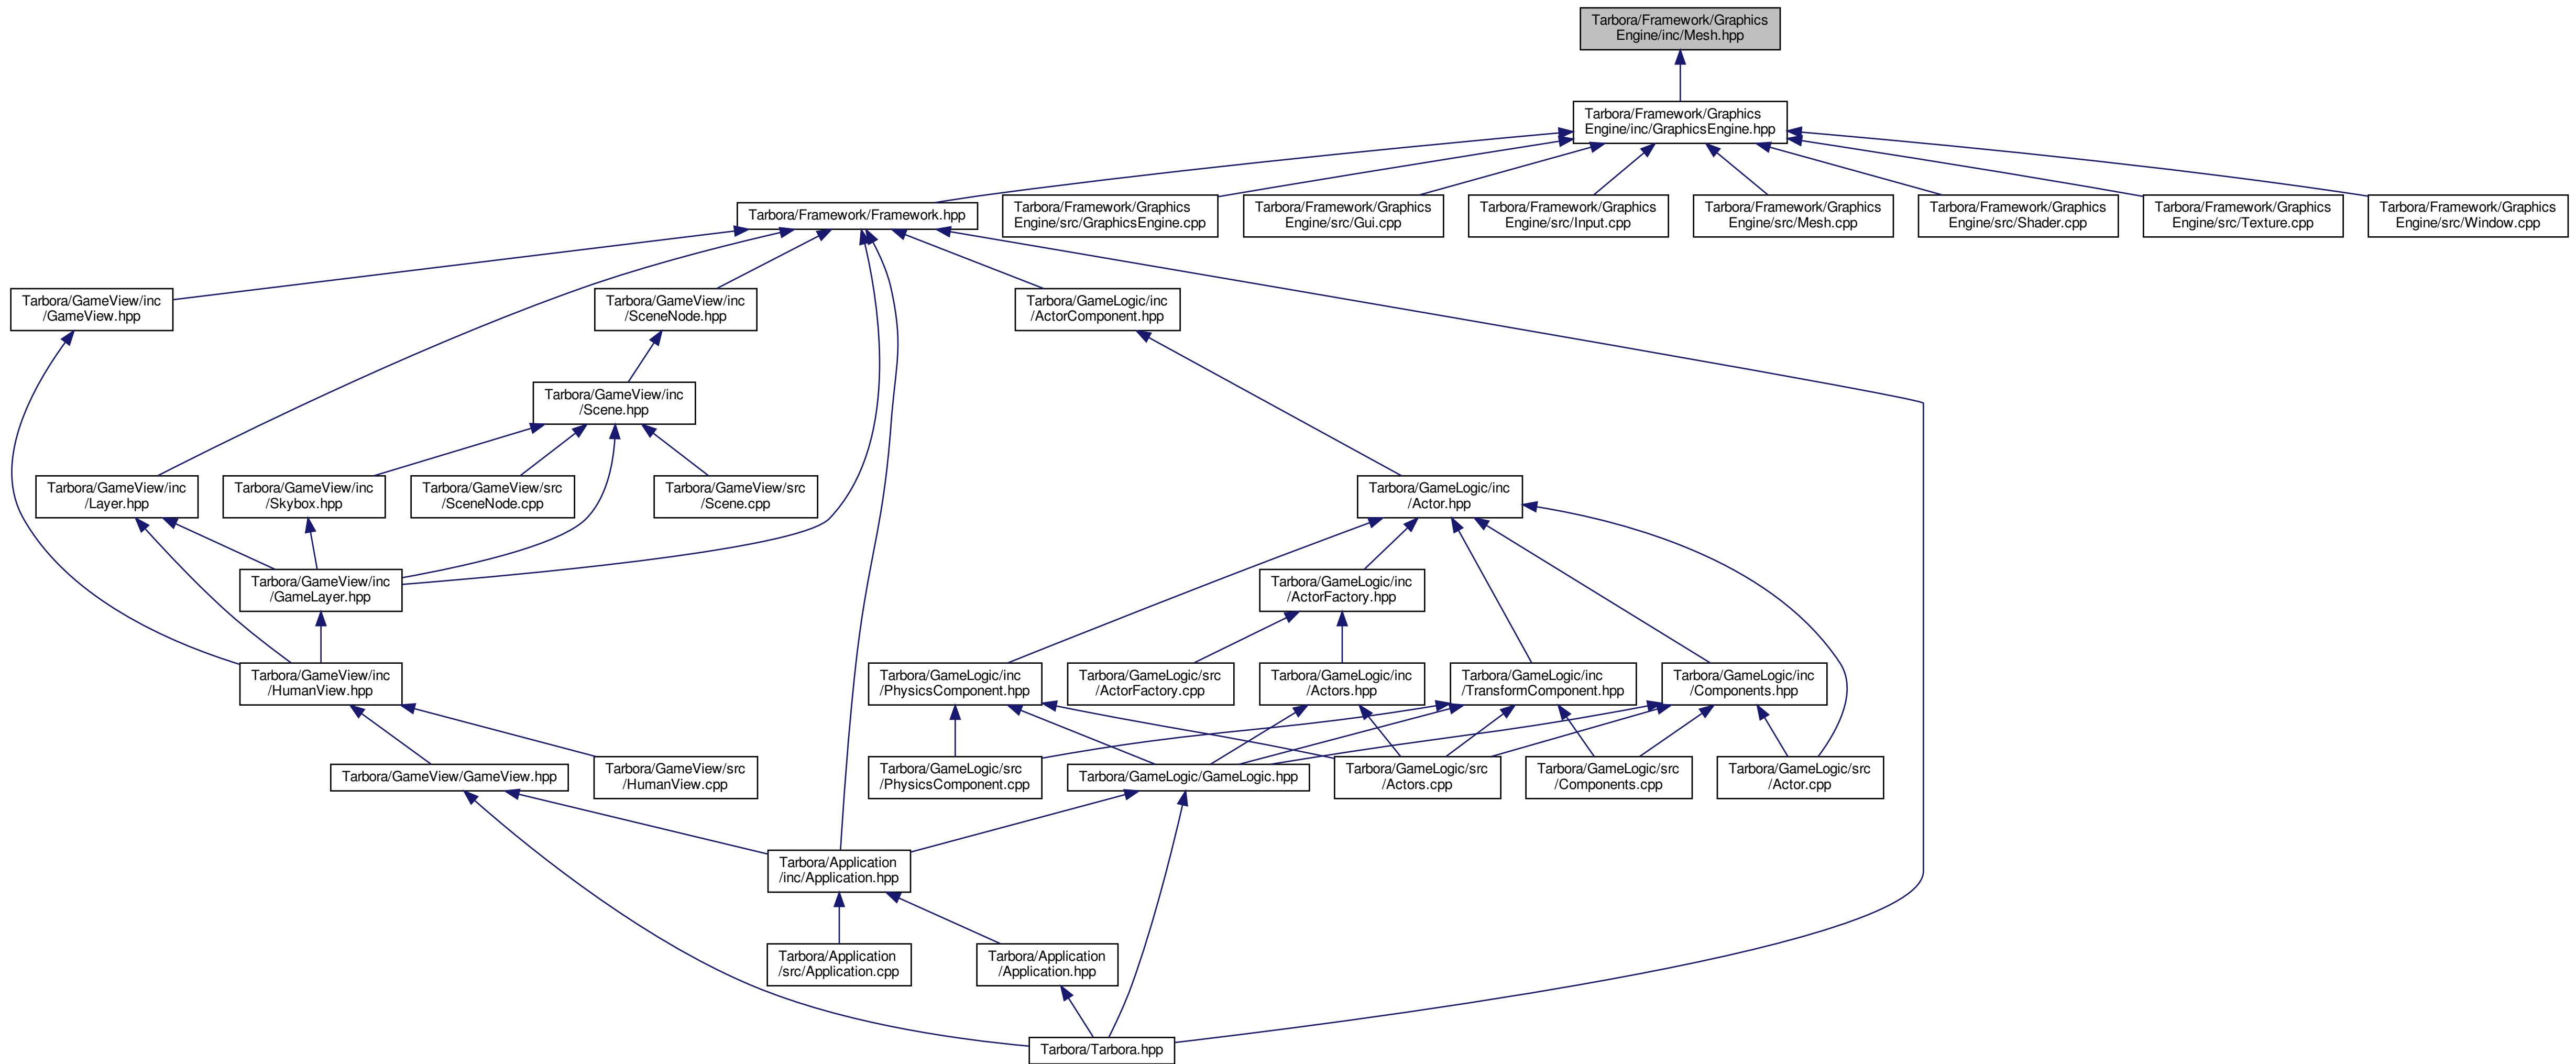 Tarbora/Framework/Graphics
Engine/inc/Mesh.hpp
Tarbora/Framework/Graphics
Engine/inc/GraphicsEngine.hpp
Tarbora/Framework/Framework.hpp
Tarbora/Framework/Graphics
Engine/src/GraphicsEngine.cpp
Tarbora/Framework/Graphics
Engine/src/Gui.cpp
Tarbora/Framework/Graphics
Engine/src/Input.cpp
Tarbora/Framework/Graphics
Engine/src/Mesh.cpp
Tarbora/Framework/Graphics
Engine/src/Shader.cpp
Tarbora/Framework/Graphics
Engine/src/Texture.cpp
Tarbora/Framework/Graphics
Engine/src/Window.cpp
Tarbora/GameView/inc
/GameView.hpp
Tarbora/GameView/inc
/SceneNode.hpp
Tarbora/GameLogic/inc
/ActorComponent.hpp
Tarbora/GameView/inc
/Scene.hpp
Tarbora/GameView/inc
/Layer.hpp
Tarbora/GameView/inc
/Skybox.hpp
Tarbora/GameView/src
/SceneNode.cpp
Tarbora/GameView/src
/Scene.cpp
Tarbora/GameLogic/inc
/Actor.hpp
Tarbora/GameView/inc
/GameLayer.hpp
Tarbora/GameLogic/inc
/ActorFactory.hpp
Tarbora/GameView/inc
/HumanView.hpp
Tarbora/GameLogic/inc
/PhysicsComponent.hpp
Tarbora/GameLogic/src
/ActorFactory.cpp
Tarbora/GameLogic/inc
/Actors.hpp
Tarbora/GameLogic/inc
/TransformComponent.hpp
Tarbora/GameLogic/inc
/Components.hpp
Tarbora/GameView/GameView.hpp
Tarbora/GameView/src
/HumanView.cpp
Tarbora/GameLogic/src
/PhysicsComponent.cpp
Tarbora/GameLogic/GameLogic.hpp
Tarbora/GameLogic/src
/Actors.cpp
Tarbora/GameLogic/src
/Components.cpp
Tarbora/GameLogic/src
/Actor.cpp
Tarbora/Application
/inc/Application.hpp
Tarbora/Application
/src/Application.cpp
Tarbora/Application
/Application.hpp
Tarbora/Tarbora.hpp